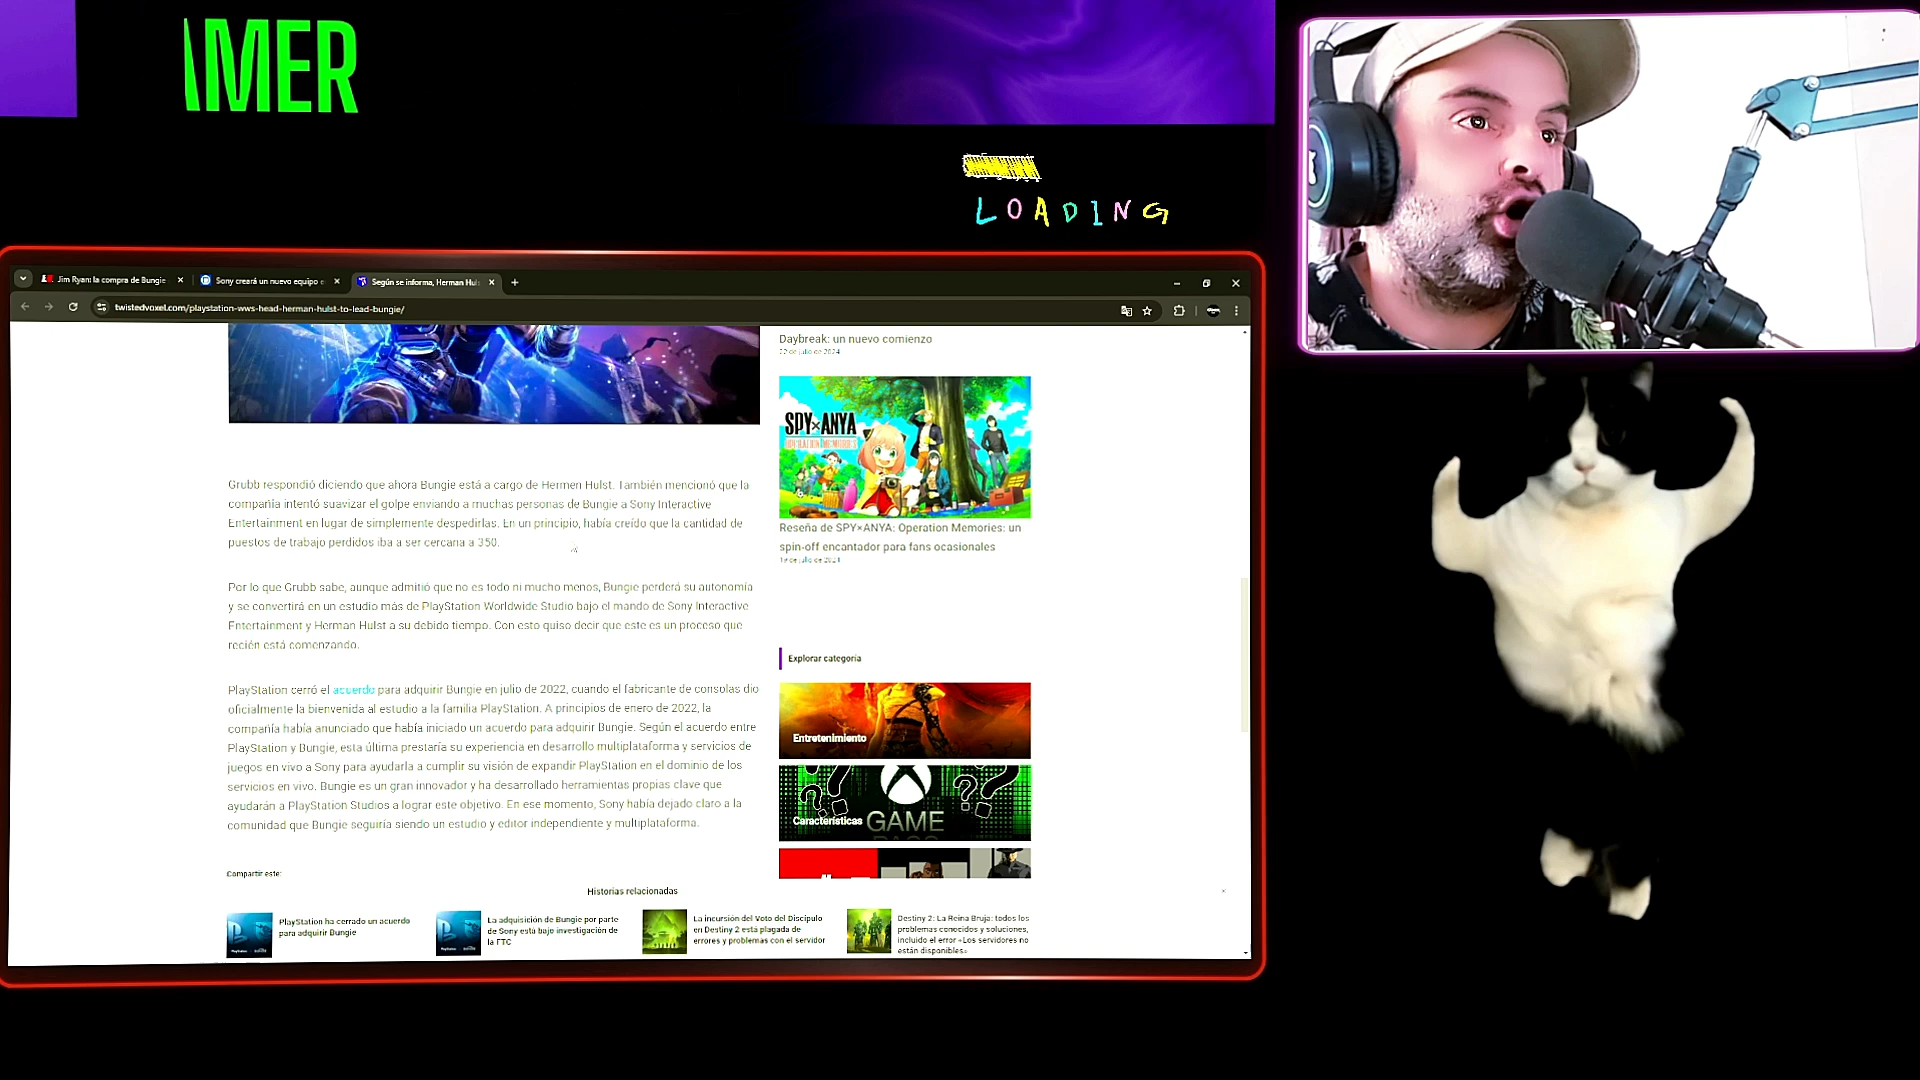 MER
LOADING
Jim Ryan: la compra de Bungie
Sony creará un nuevo equipo e
Según se informa, Herman Huls
twistedvoxel.com/playstation-wws-head-herman-hulst-to-lead-bungie/
Grubb respondió diciendo que ahora Bungie está a cargo de Hermen Hulst. También mencionó que la
compañía intentó suavizar el golpe enviando a muchas personas de Bungie a Sony Interactive
Entertainment en lugar de simplemente despedirlas. En un principio, había creído que la cantidad de
puestos de trabajo perdidos iba a ser cercana a 350.
Por lo que Grubb sabe, aunque admitió que no es todo ni mucho menos, Bungie perderá su autonomía
y se convertirá en un estudio más de PlayStation Worldwide Studio bajo el mando de Sony Interactive
Entertainment y Herman Hulst a su debido tiempo. Con esto quiso decir que este es un proceso que
recién está comenzando.
PlayStation cerró el acuerdo para adquirir Bungie en julio de 2022, cuando el fabricante de consolas dio
oficialmente la bienvenida al estudio a la familia PlayStation. A principios de enero de 2022, la
compañía había anunciado que había iniciado un acuerdo para adquirir Bungie. Según el acuerdo entre
PlayStation y Bungie, esta última prestaría su experiencia en desarrollo multiplataforma y servicios de
juegos en vivo a Sony para ayudarla a cumplir su visión de expandir PlayStation en el dominio de los
servicios en vivo. Bungie es un gran innovador y ha desarrollado herramientas propias clave que
ayudarán a PlayStation Studios a lograr este objetivo. En ese momento, Sony había dejado claro a la
comunidad que Bungie seguiría siendo un estudio y editor independiente y multiplataforma.
Compartir este:
Daybreak: un nuevo comienzo
22 de julio de 2024
SPY×ANYA
OPERATION MEMORIES
Reseña de SPY×ANYA: Operation Memories: un
spin-off encantador para fans ocasionales
19 de julio de 2024
Explorar categoría
Entretenimiento
Características
GAME
PASS
Historias relacionadas
PlayStation ha cerrado un acuerdo
para adquirir Bungie
La adquisición de Bungie por parte
de Sony está bajo investigación de
la FTC
La incursión del Voto del Discípulo
en Destiny 2 está plagada de
errores y problemas con el servidor
Destiny 2: La Reina Bruja: todos los
problemas conocidos y soluciones,
incluido el error «Los servidores no
están disponibles»